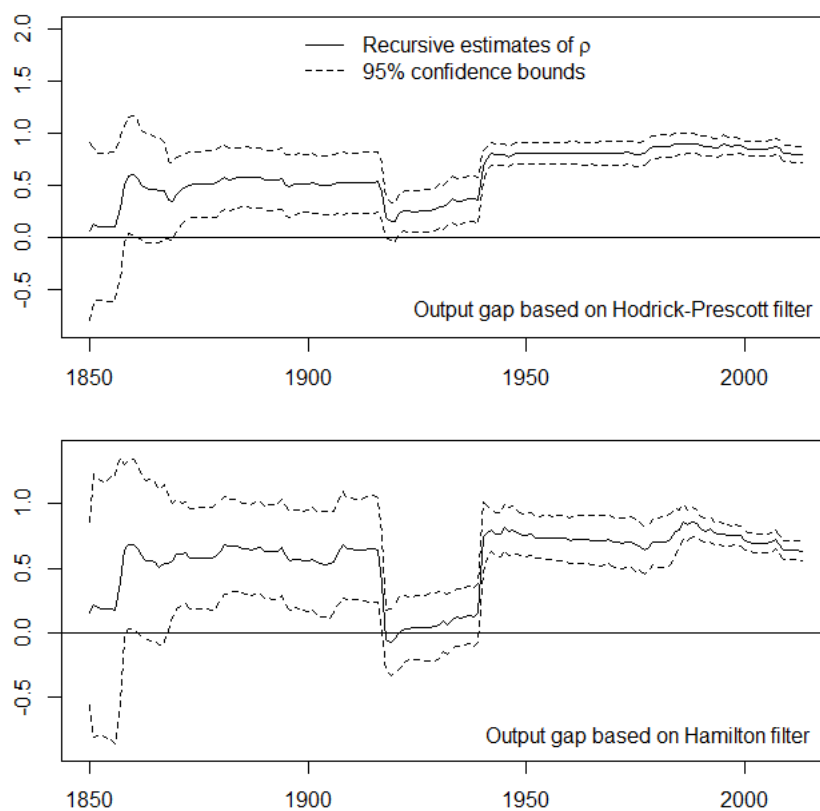 2.0
1.5
1.0
0.5
0.0
-0.5
Recursive estimates of ρ
95% confidence bounds
Output gap based on Hodrick-Prescott filter
1850 1900 1950 2000
1.0
0.5
0.0
-0.5
Output gap based on Hamilton filter
1850 1900 1950 2000